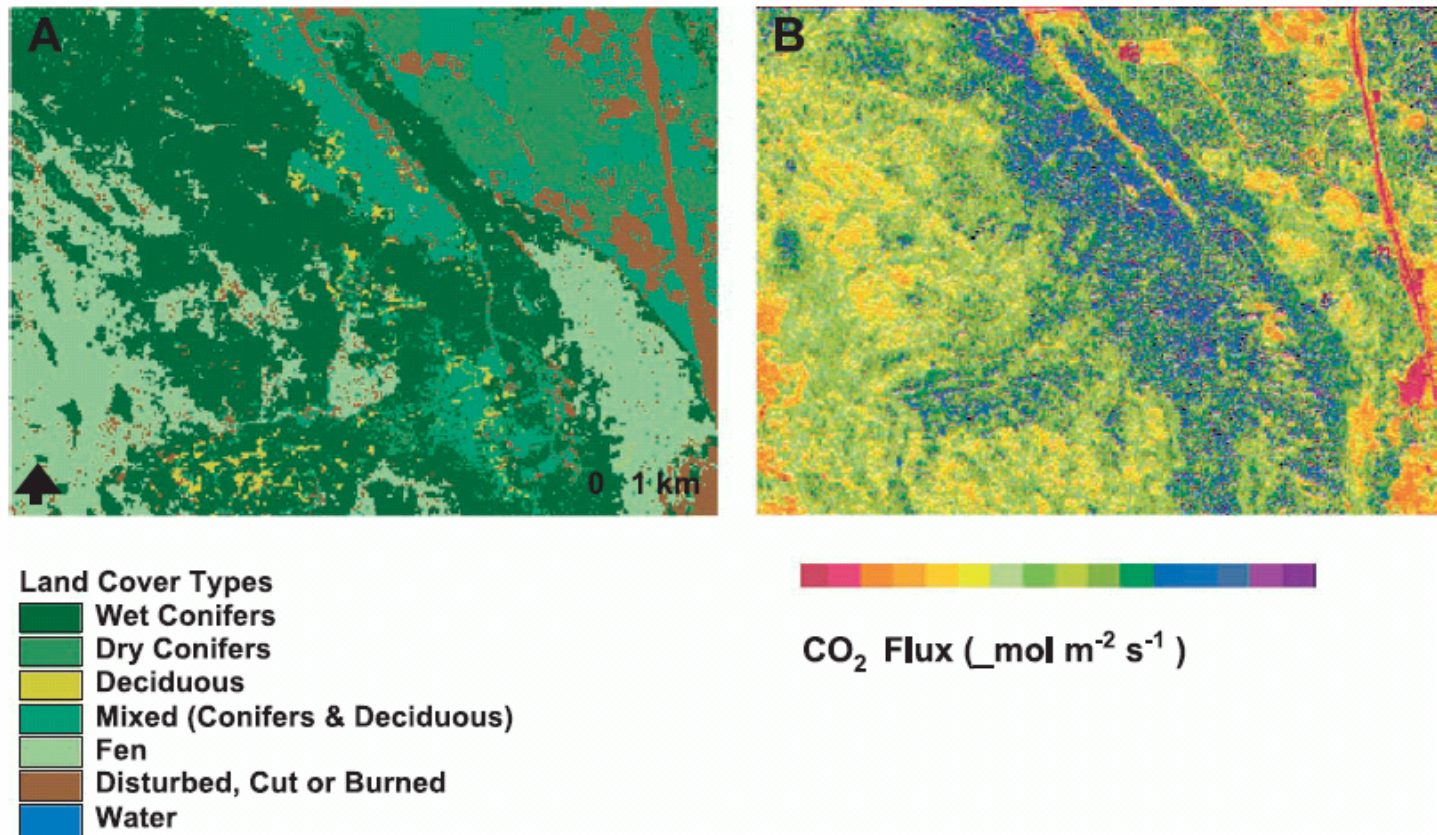 A
B
0 1 km
Land Cover Types
Wet Conifers
Dry Conifers
Deciduous
Mixed (Conifers & Deciduous)
Fen
Disturbed, Cut or Burned
Water
CO₂ Flux (_mol m⁻² s⁻¹ )